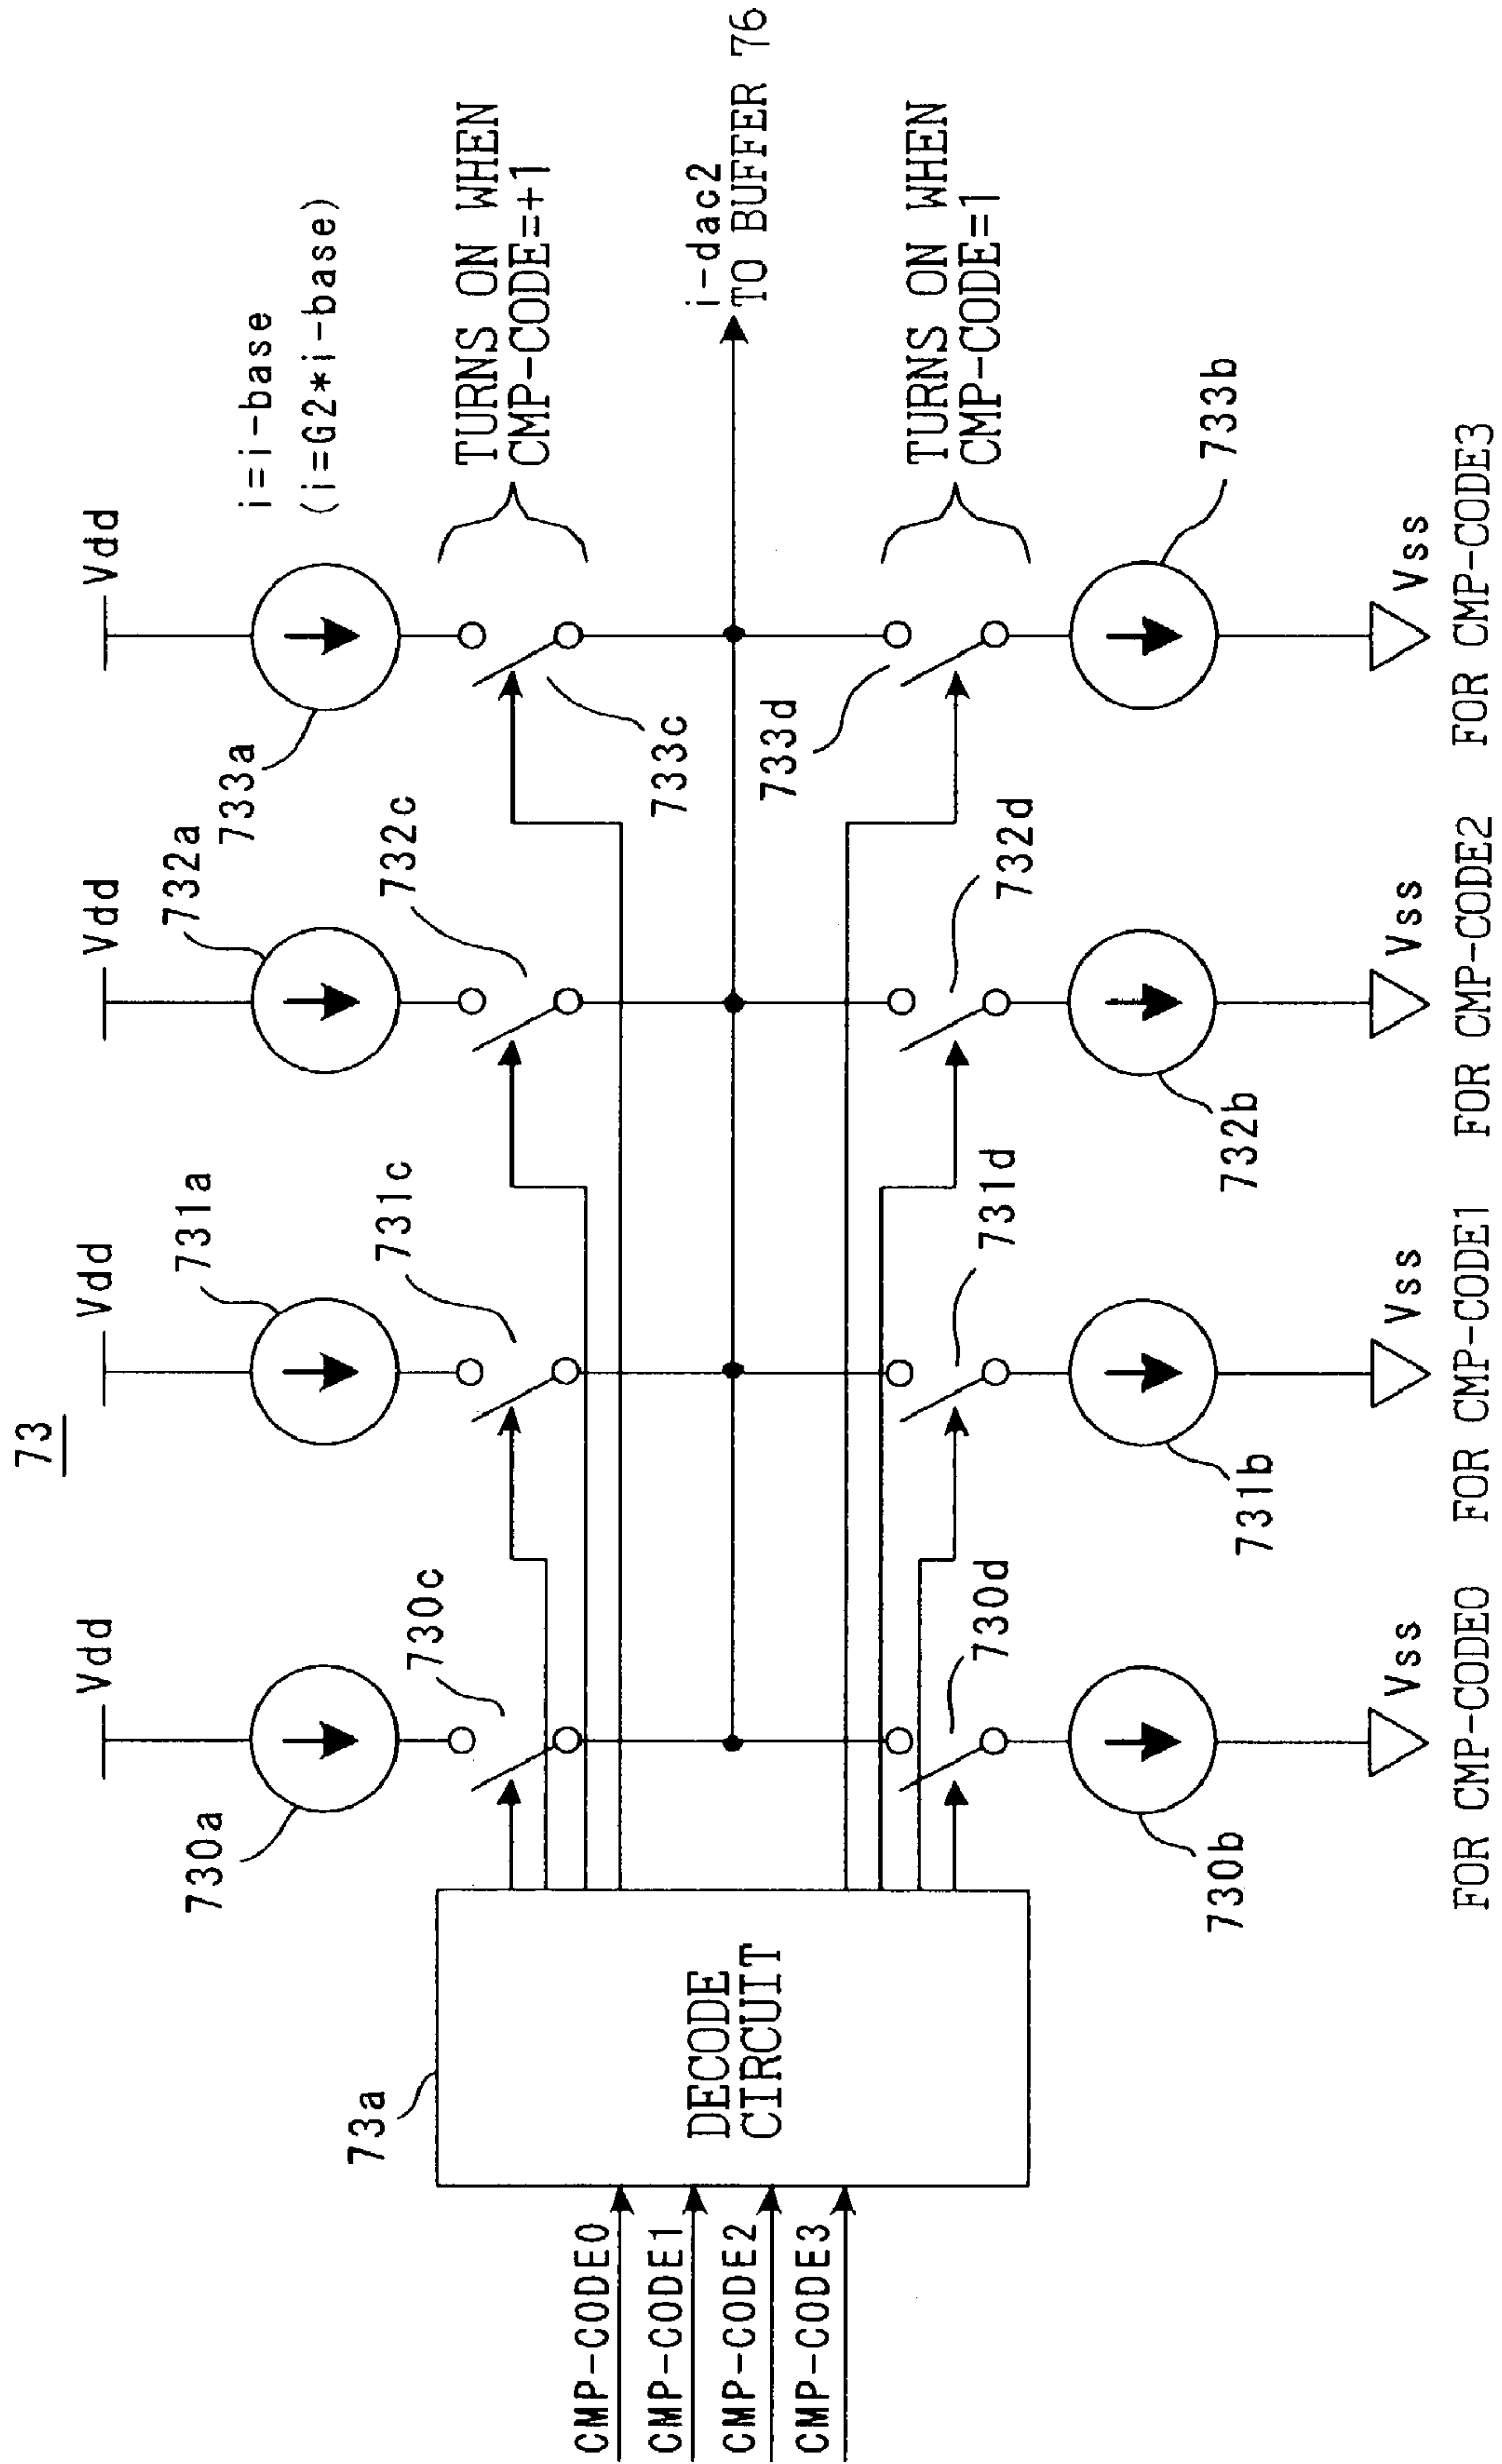 73
Vdd
Vdd
Vdd
Vdd
730a
731a
732a
733a
i=i-base
(i=G2*i-base)
730c
731c
732c
733c
TURNS ON WHEN
CMP-CODE=+1
73a
CMP-CODE0
CMP-CODE1
CMP-CODE2
CMP-CODE3
DECODE
CIRCUIT
i-dac2
TO BUFFER 76
730d
731d
732d
733d
TURNS ON WHEN
CMP-CODE=1
730b
731b
732b
733b
Vss
Vss
Vss
Vss
FOR CMP-CODE0
FOR CMP-CODE1
FOR CMP-CODE2
FOR CMP-CODE3